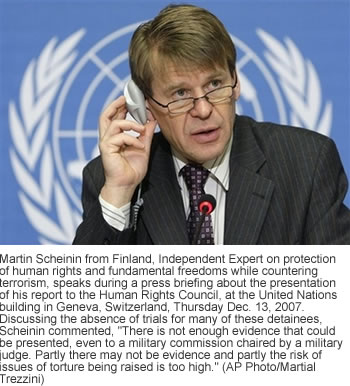 Martin Scheinin from Finland, Independent Expert on protection
of human rights and fundamental freedoms while countering
terrorism, speaks during a press briefing about the presentation
of his report to the Human Rights Council, at the United Nations
building in Geneva, Switzerland, Thursday Dec. 13, 2007.
Discussing the absence of trials for many of these detainees,
Scheinin commented, "There is not enough evidence that could
be presented, even to a military commission chaired by a military
judge. Partly there may not be evidence and partly the risk of
issues of torture being raised is too high." (AP Photo/Martial
Trezzini)